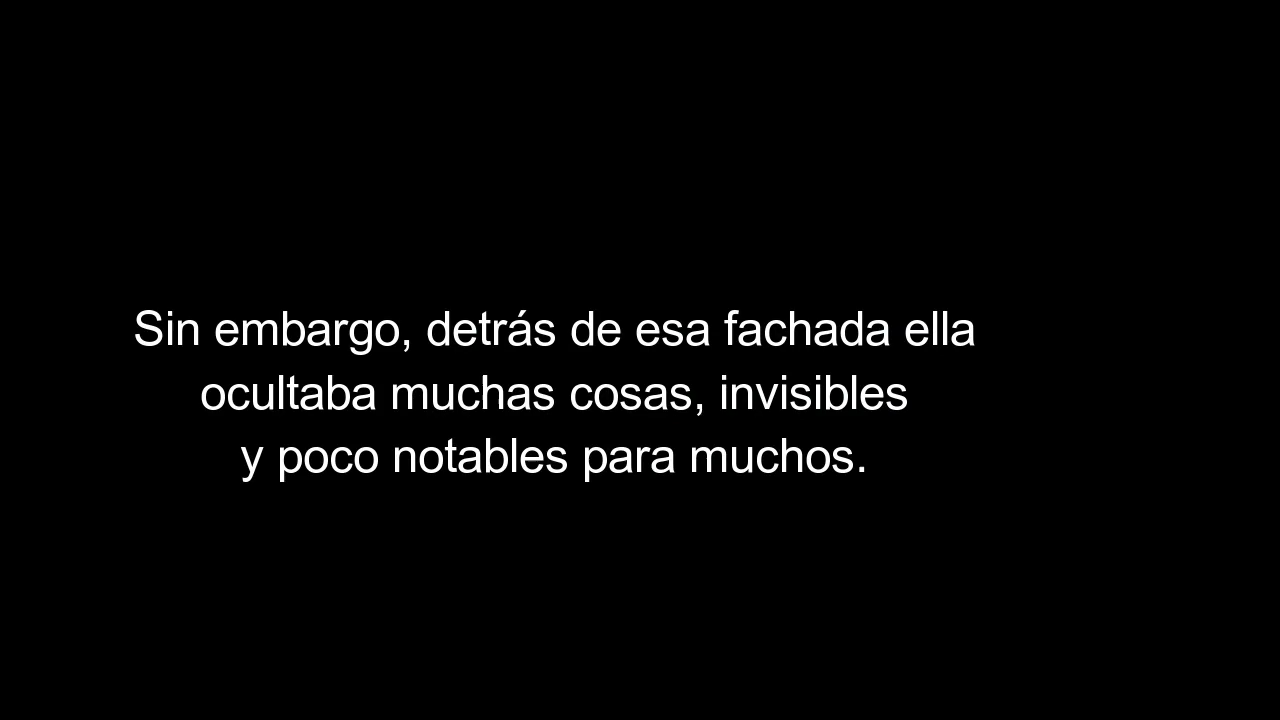 Sin embargo, detrás de esa fachada ella
ocultaba muchas cosas, invisibles
y poco notables para muchos.